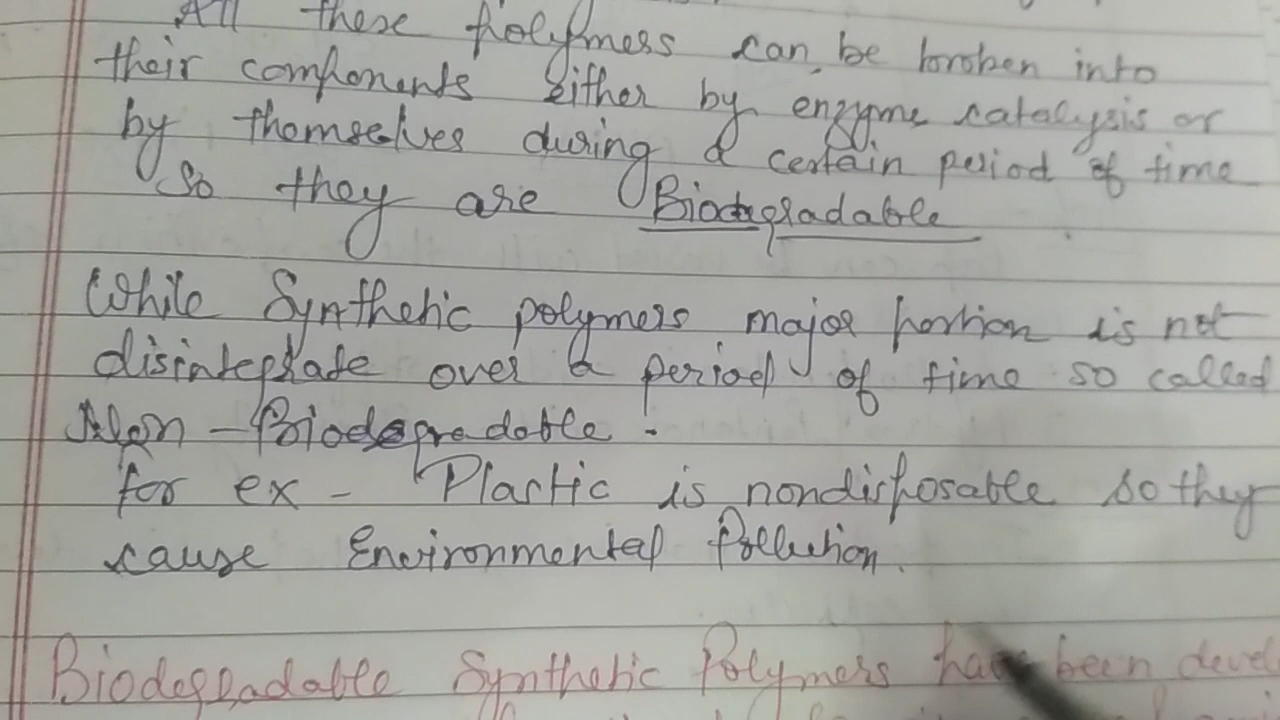 All these polymers can be broken into
their components either by enzyme catalysis or
by themselves during a certain period of time
So they are Biodegradable
While Synthetic polymers major portion is not
disintegrate over a period of time so called
Non - Biodegradable.
for ex - Plastic is nondisposable so they
cause Environmental Pollution.
Biodegradable Synthetic Polymers have been devel